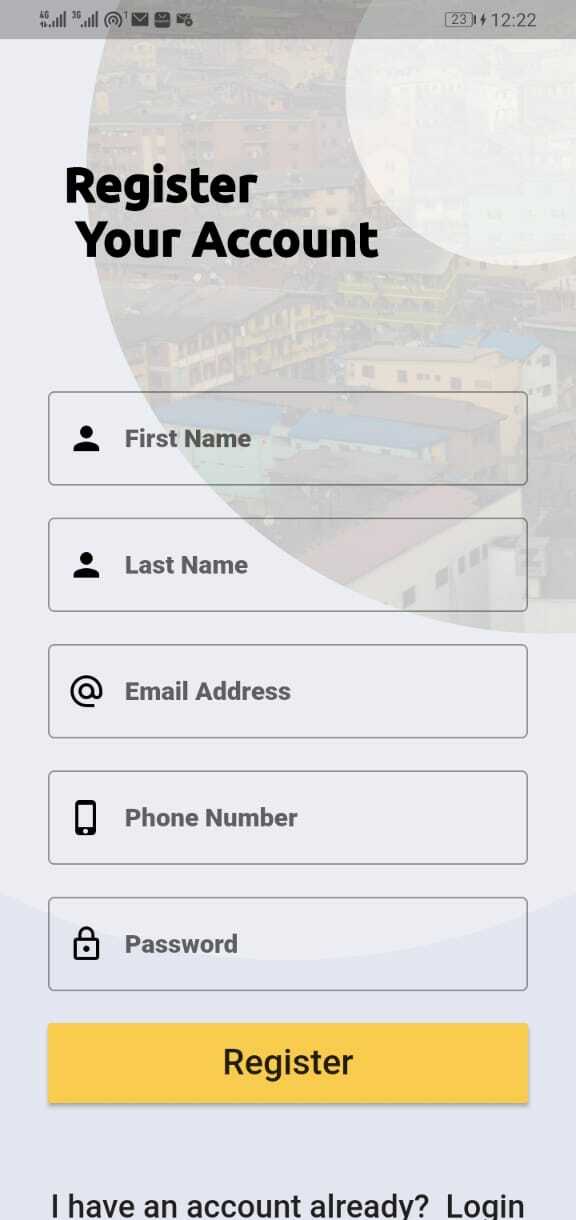 4G 3G 1 23 12:22
Register
Your Account
First Name
Last Name
Email Address
Phone Number
Password
Register
I have an account already? Login